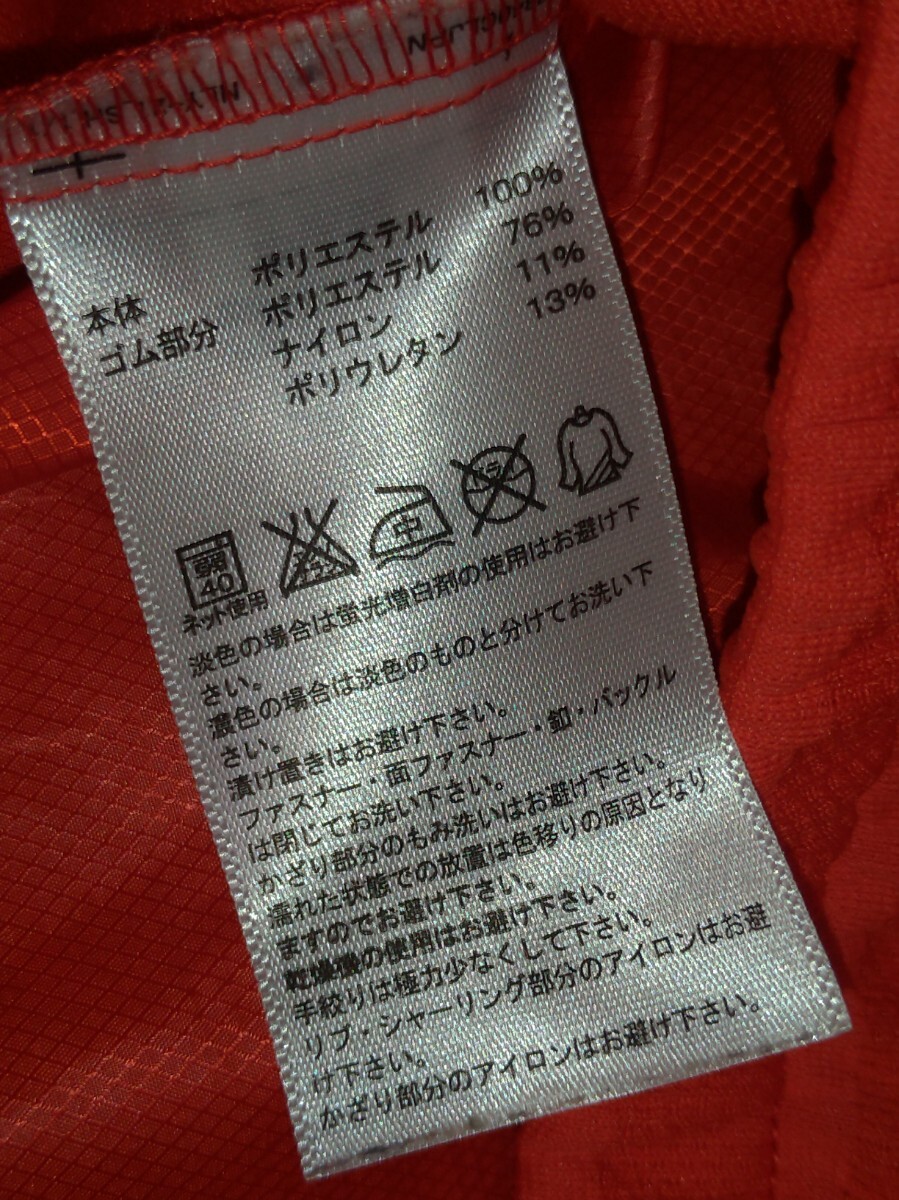 本体 ポリエステル 100%
ゴム部分 ポリエステル 76%
ナイロン 11%
ポリウレタン 13%
弱
40
ネット使用
中
淡色の場合は蛍光増白剤の使用はお避け下
さい。
濃色の場合は淡色のものと分けてお洗い下
さい。
漬け置きはお避け下さい。
ファスナー・面ファスナー・釦・バックル
は閉じてお洗い下さい。
かざり部分のもみ洗いはお避け下さい。
濡れた状態での放置は色移りの原因となり
ますのでお避け下さい。
乾燥機の使用はお避け下さい。
手絞りは極力少なくして下さい。
リブ・シャーリング部分のアイロンはお避
け下さい。
かざり部分のアイロンはお避け下さい。